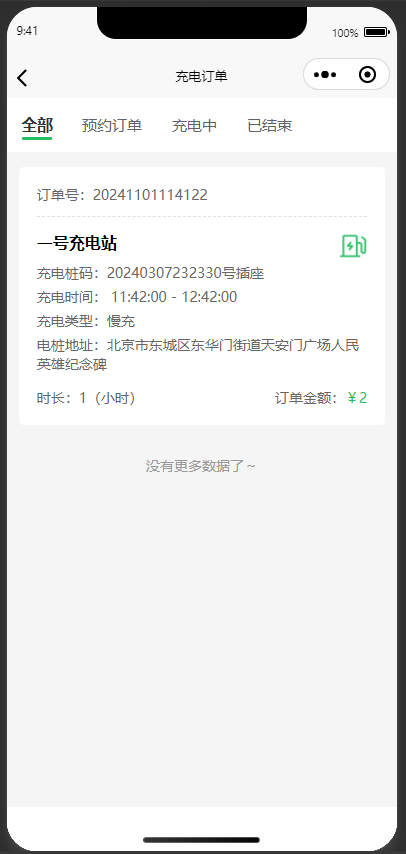 9:41
100%
充电订单
全部 预约订单 充电中 已结束
订单号：20241101114122
一号充电站
充电桩码：20240307232330号插座
充电时间： 11:42:00 - 12:42:00
充电类型：慢充
电桩地址：北京市东城区东华门街道天安门广场人民
英雄纪念碑
时长：1（小时） 订单金额：￥2
没有更多数据了～